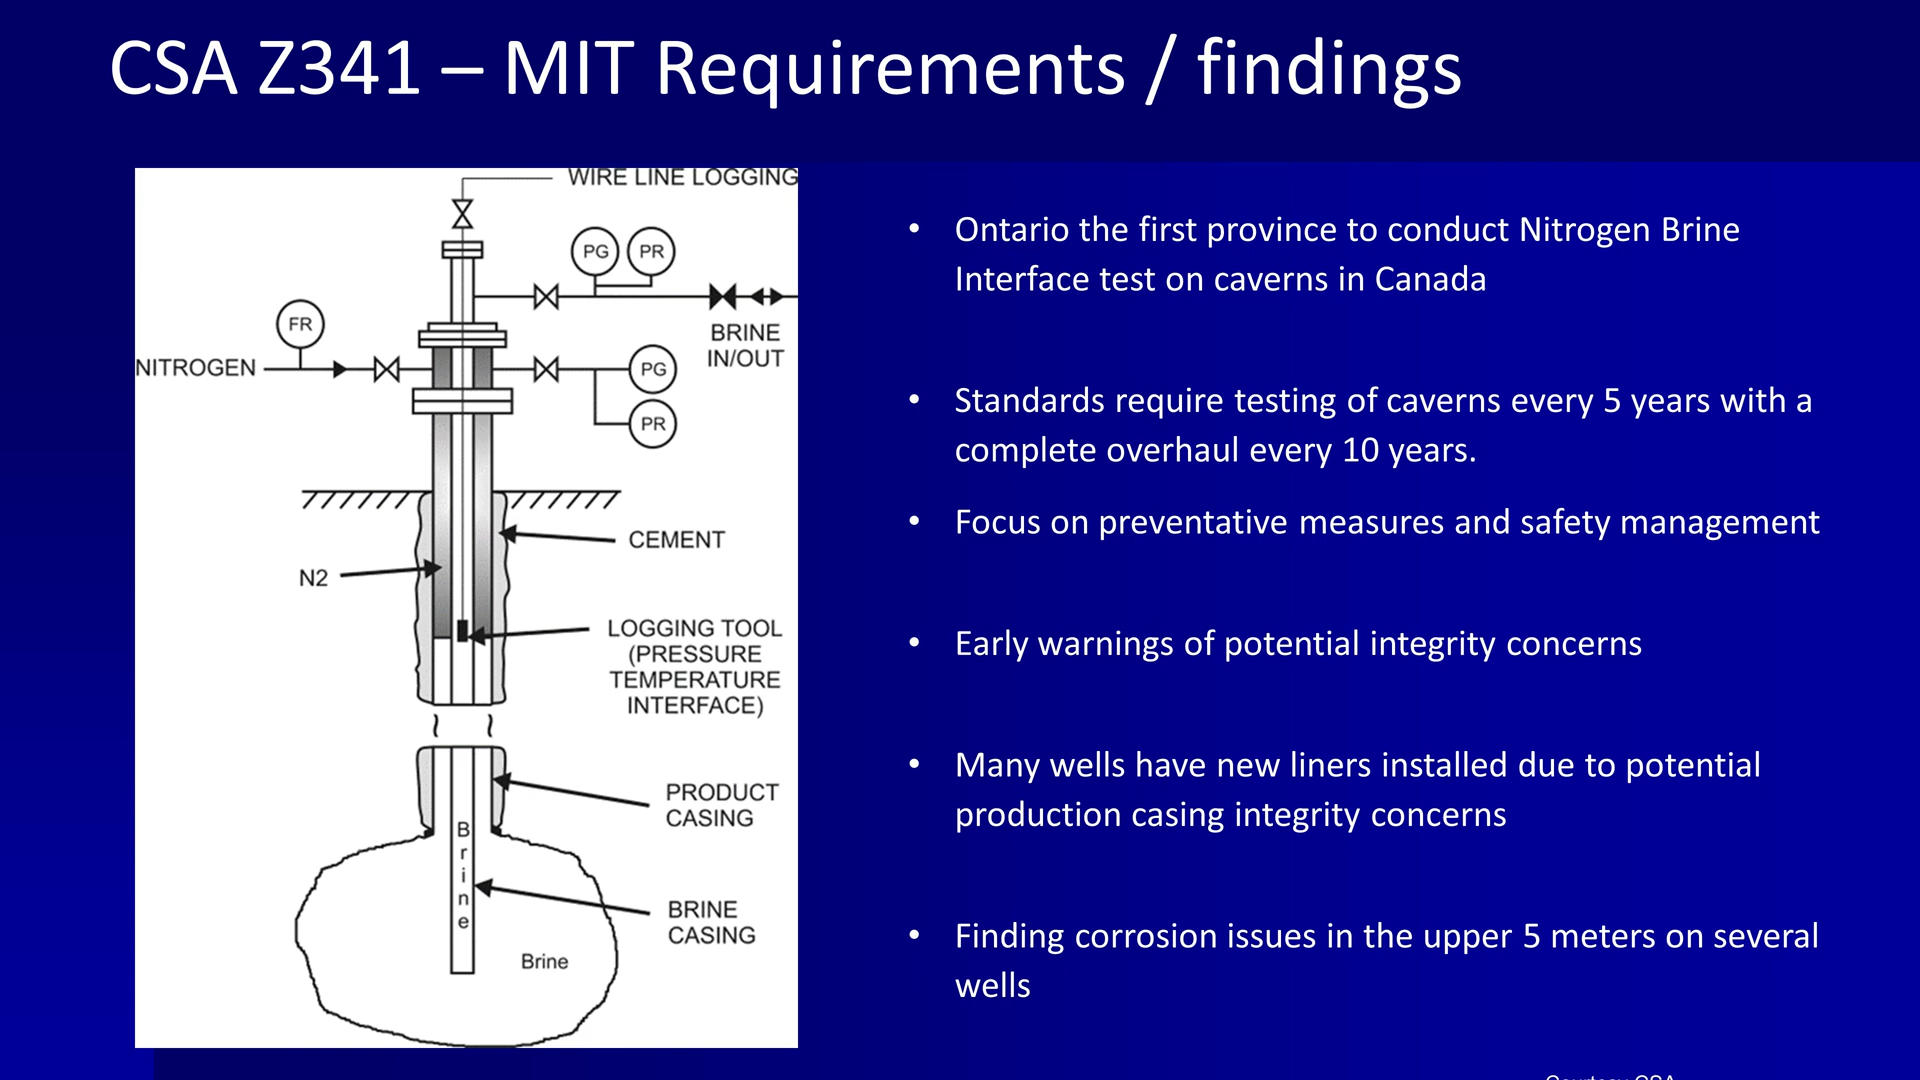 CSA Z341 – MIT Requirements / findings
WIRE LINE LOGGING
PG
PR
FR
BRINE
IN/OUT
NITROGEN
PG
PR
CEMENT
N2
LOGGING TOOL
(PRESSURE
TEMPERATURE
INTERFACE)
PRODUCT
CASING
Brine
BRINE
CASING
Brine
• Ontario the first province to conduct Nitrogen Brine
Interface test on caverns in Canada
• Standards require testing of caverns every 5 years with a
complete overhaul every 10 years.
• Focus on preventative measures and safety management
• Early warnings of potential integrity concerns
• Many wells have new liners installed due to potential
production casing integrity concerns
• Finding corrosion issues in the upper 5 meters on several
wells
Courtesy CSA